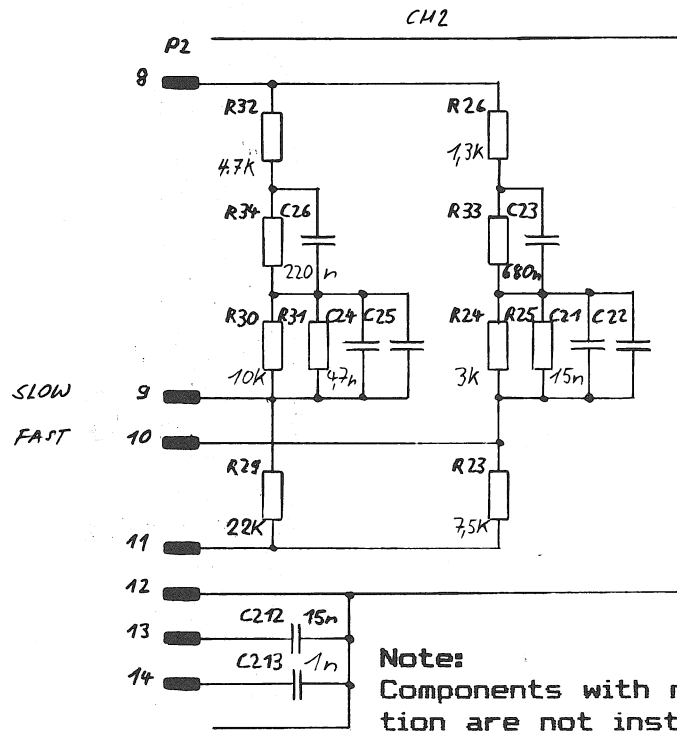 CH2
P2
8
R32 R26
4.7K 1,3K
R34 C26 R33 C23
220 n 680n
R30 R31 C24 C25 R24 R25 C21 C22
10K 4,7n 3K 15n
SLOW 9
FAST 10
R29 R23
22K 7,5K
11
12
C212 15n
13
C213 1n
14
Note:
Components with
tion are not inst